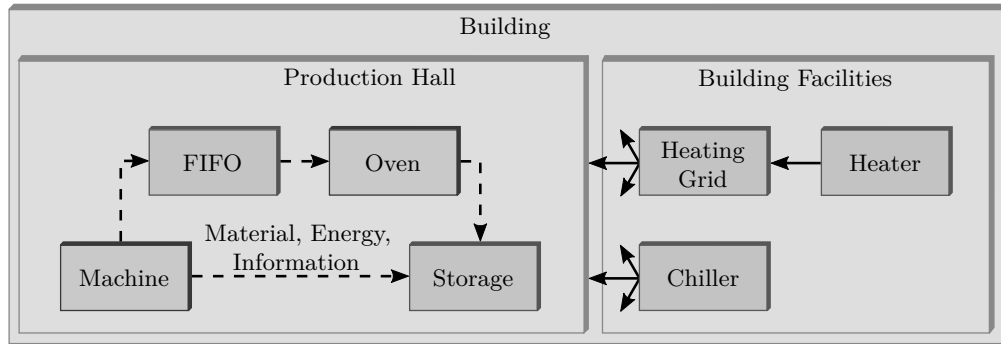 Building
Production Hall
Building Facilities
FIFO
Oven
Heating
Grid
Heater
Material, Energy,
Information
Machine
Storage
Chiller